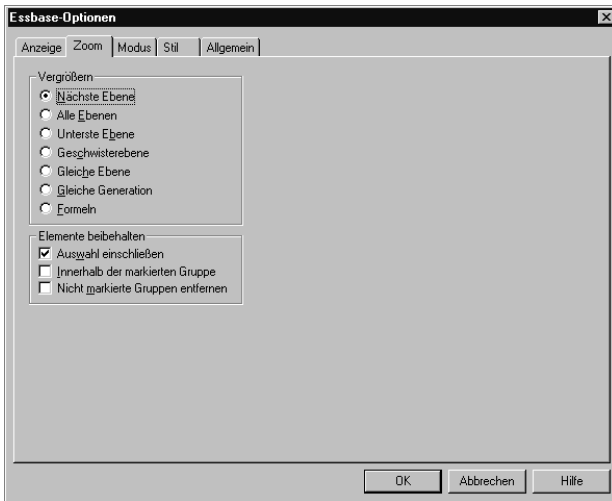 Essbase-Optionen
Anzeige Zoom Modus Stil Allgemein
Vergrößern
Nächste Ebene
Alle Ebenen
Unterste Ebene
Geschwisterebene
Gleiche Ebene
Gleiche Generation
Formeln
Elemente beibehalten
Auswahl einschließen
Innerhalb der markierten Gruppe
Nicht markierte Gruppen entfernen
OK Abbrechen Hilfe